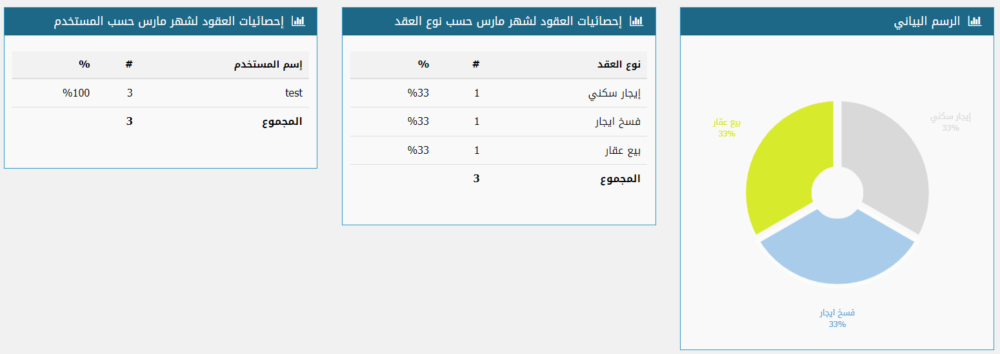 الرسم البياني
إيجار سكني
33%
بيع عقار
33%
فسخ ايجار
33%
إحصائيات العقود لشهر مارس حسب نوع العقد
نوع العقد # %
إيجار سكني 1 %33
فسخ ايجار 1 %33
بيع عقار 1 %33
المجموع 3
إحصائيات العقود لشهر مارس حسب المستخدم
إسم المستخدم # %
test 3 %100
المجموع 3